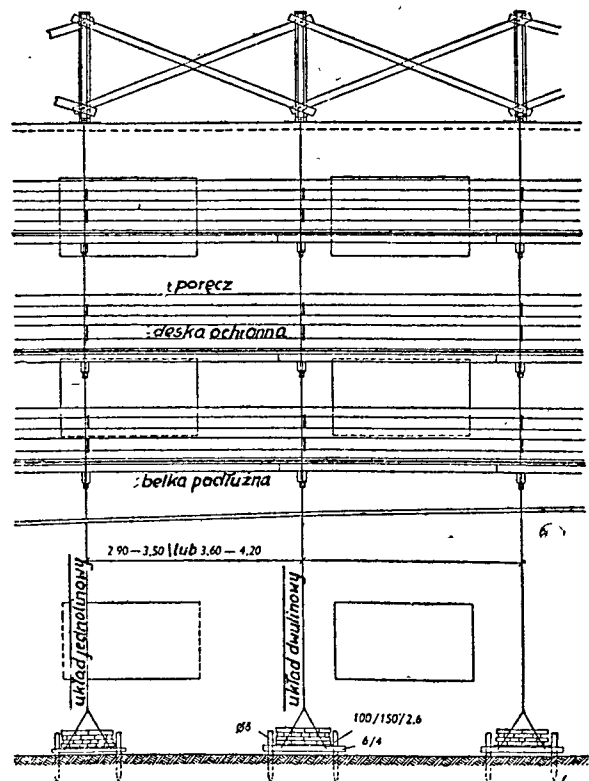 poręcz
deska ochronna
belka podłużna
2 90 – 3,50 lub 3,60 – 4,20
układ jednolinowy
układ dwulinowy
100/150/2,6
6/4